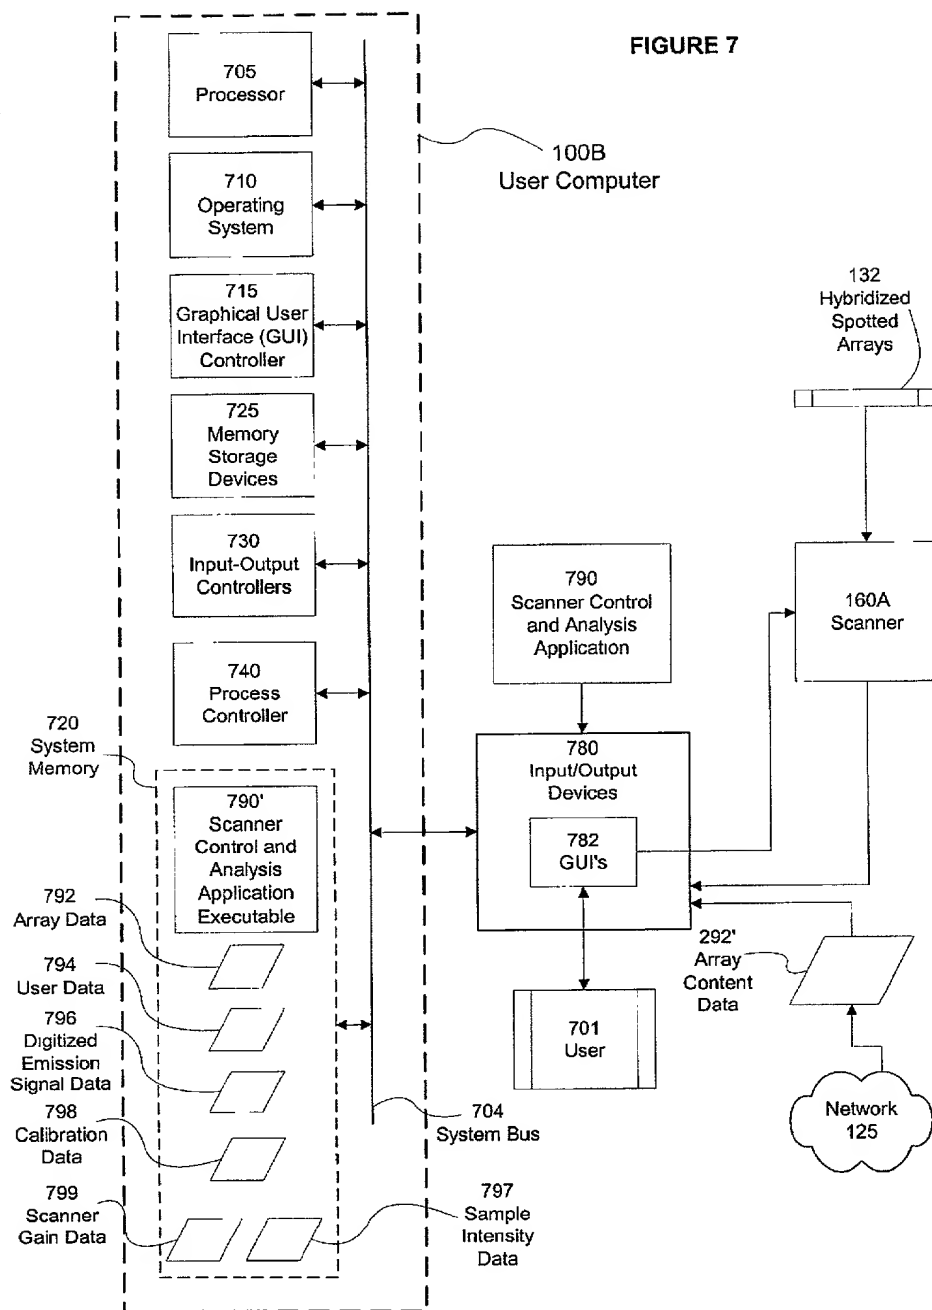 FIGURE 7
705
Processor
100B
User Computer
710
Operating
System
715
Graphical User
Interface (GUI)
Controller
132
Hybridized
Spotted
Arrays
725
Memory
Storage
Devices
730
Input-Output
Controllers
790
Scanner Control
and Analysis
Application
160A
Scanner
740
Process
Controller
720
System
Memory
780
Input/Output
Devices
782
GUI's
790'
Scanner
Control and
Analysis
Application
Executable
792
Array Data
794
User Data
796
Digitized
Emission
Signal Data
798
Calibration
Data
799
Scanner
Gain Data
797
Sample
Intensity
Data
704
System Bus
701
User
292'
Array
Content
Data
Network
125